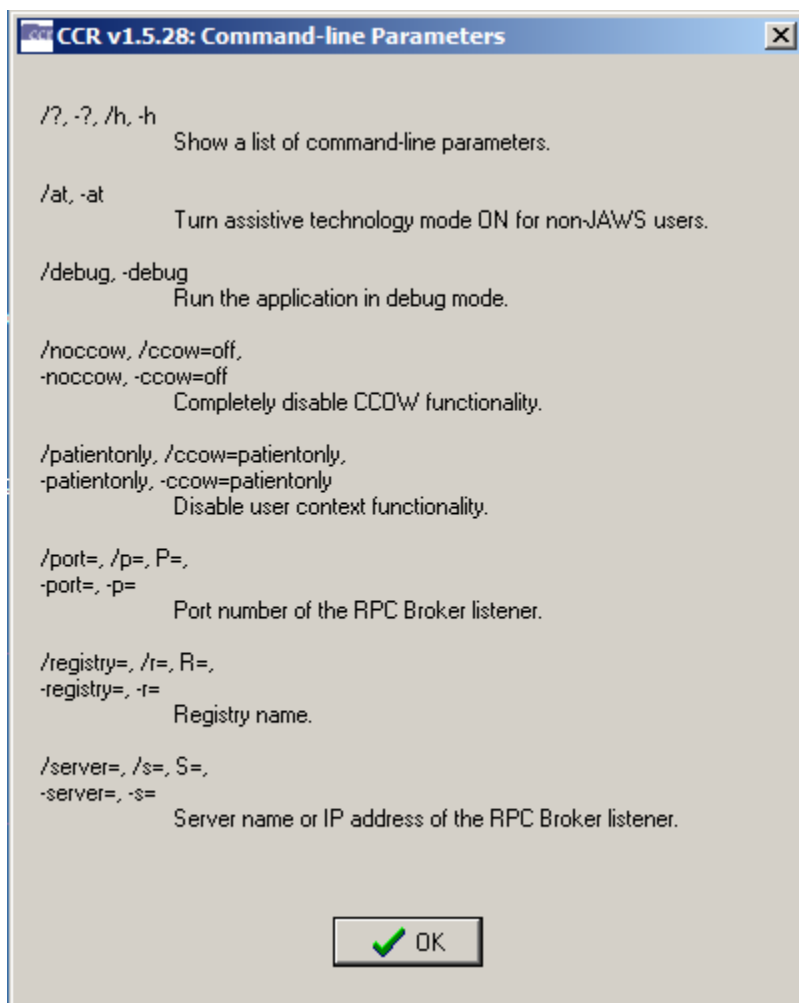 CCR CCR v1.5.28: Command-line Parameters
/?, -?, /h, -h
Show a list of command-line parameters.
/at, -at
Turn assistive technology mode ON for non-JAWS users.
/debug, -debug
Run the application in debug mode.
/noccow, /ccow=off,
-noccow, -ccow=off
Completely disable CCOW functionality.
/patientonly, /ccow=patientonly,
-patientonly, -ccow=patientonly
Disable user context functionality.
/port=, /p=, P=,
-port=, -p=
Port number of the RPC Broker listener.
/registry=, /r=, R=,
-registry=, -r=
Registry name.
/server=, /s=, S=,
-server=, -s=
Server name or IP address of the RPC Broker listener.
OK